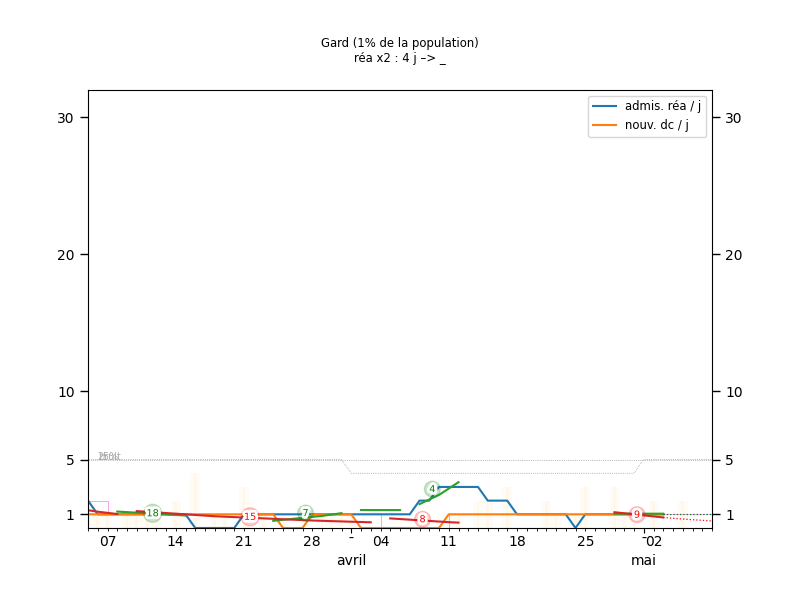 Gard (1% de la population)
réa x2 : 4 j –> _
admis. réa / j
nouv. dc / j
30 30
20 20
10 10
5 5
1 1
18 15 7 8 4 9
07 14 21 28 - 04 11 18 25 - 02
avril mai